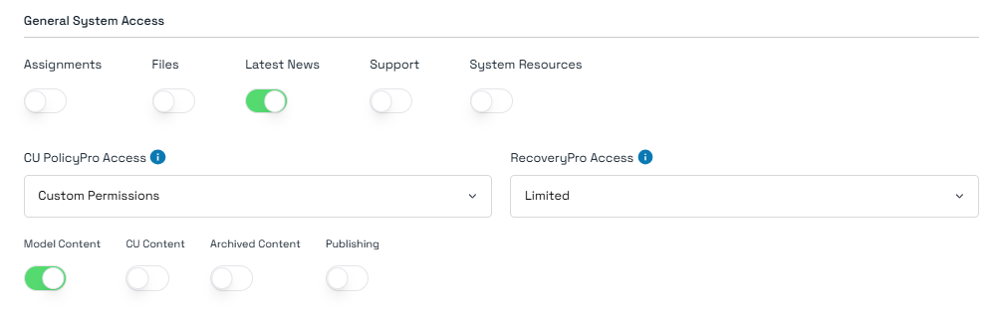 General System Access
Assignments Files Latest News Support System Resources
CU PolicyPro Access RecoveryPro Access
Custom Permissions Limited
Model Content CU Content Archived Content Publishing